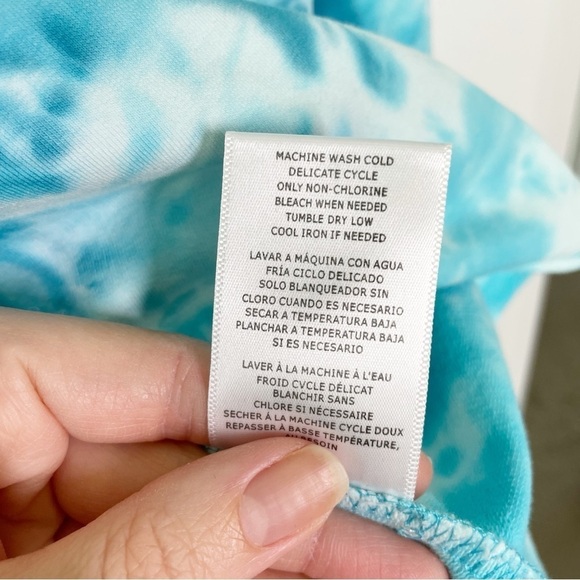 MACHINE WASH COLD
DELICATE CYCLE
ONLY NON-CHLORINE
BLEACH WHEN NEEDED
TUMBLE DRY LOW
COOL IRON IF NEEDED
LAVAR A MÁQUINA CON AGUA
FRÍA CICLO DELICADO
SOLO BLANQUEADOR SIN
CLORO CUANDO ES NECESARIO
SECAR A TEMPERATURA BAJA
PLANCHAR A TEMPERATURA BAJA
SI ES NECESARIO
LAVER À LA MACHINE À L'EAU
FROID CYCLE DÉLICAT
BLANCHIR SANS
CHLORE SI NÉCESSAIRE
SECHER À LA MACHINE CYCLE DOUX
REPASSER À BASSE TEMPÉRATURE,
AU BESOIN